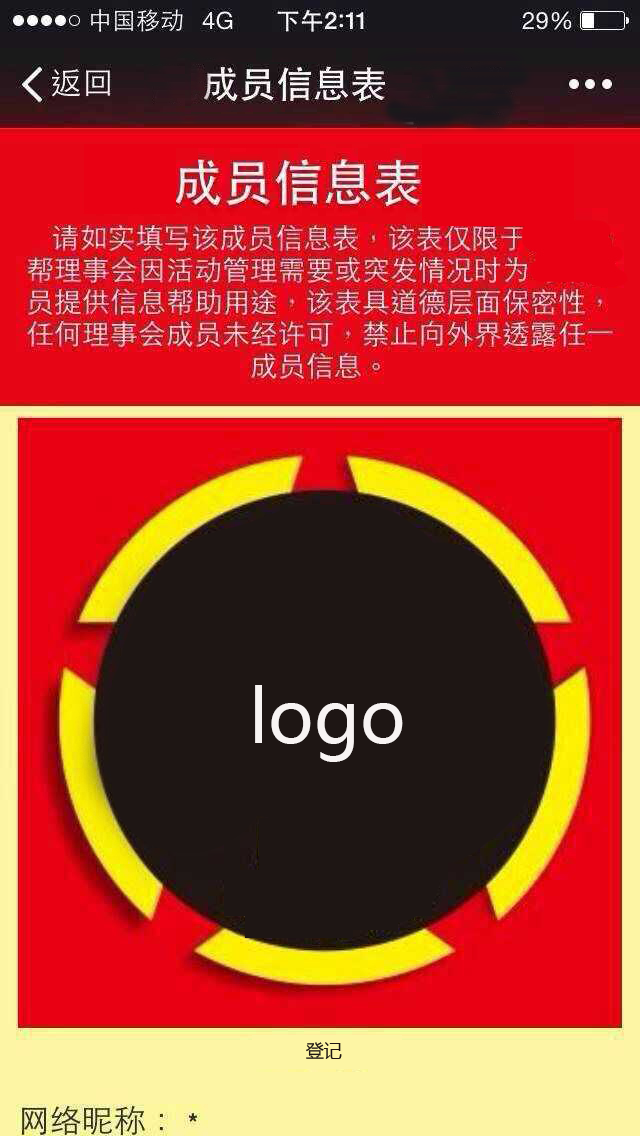 中国移动 4G 下午2:11 29%
返回 成员信息表
成员信息表
请如实填写该成员信息表，该表仅限于
帮理事会因活动管理需要或突发情况时为
员提供信息帮助用途，该表具道德层面保密性，
任何理事会成员未经许可，禁止向外界透露任一
成员信息。
logo
登记
网络昵称： *